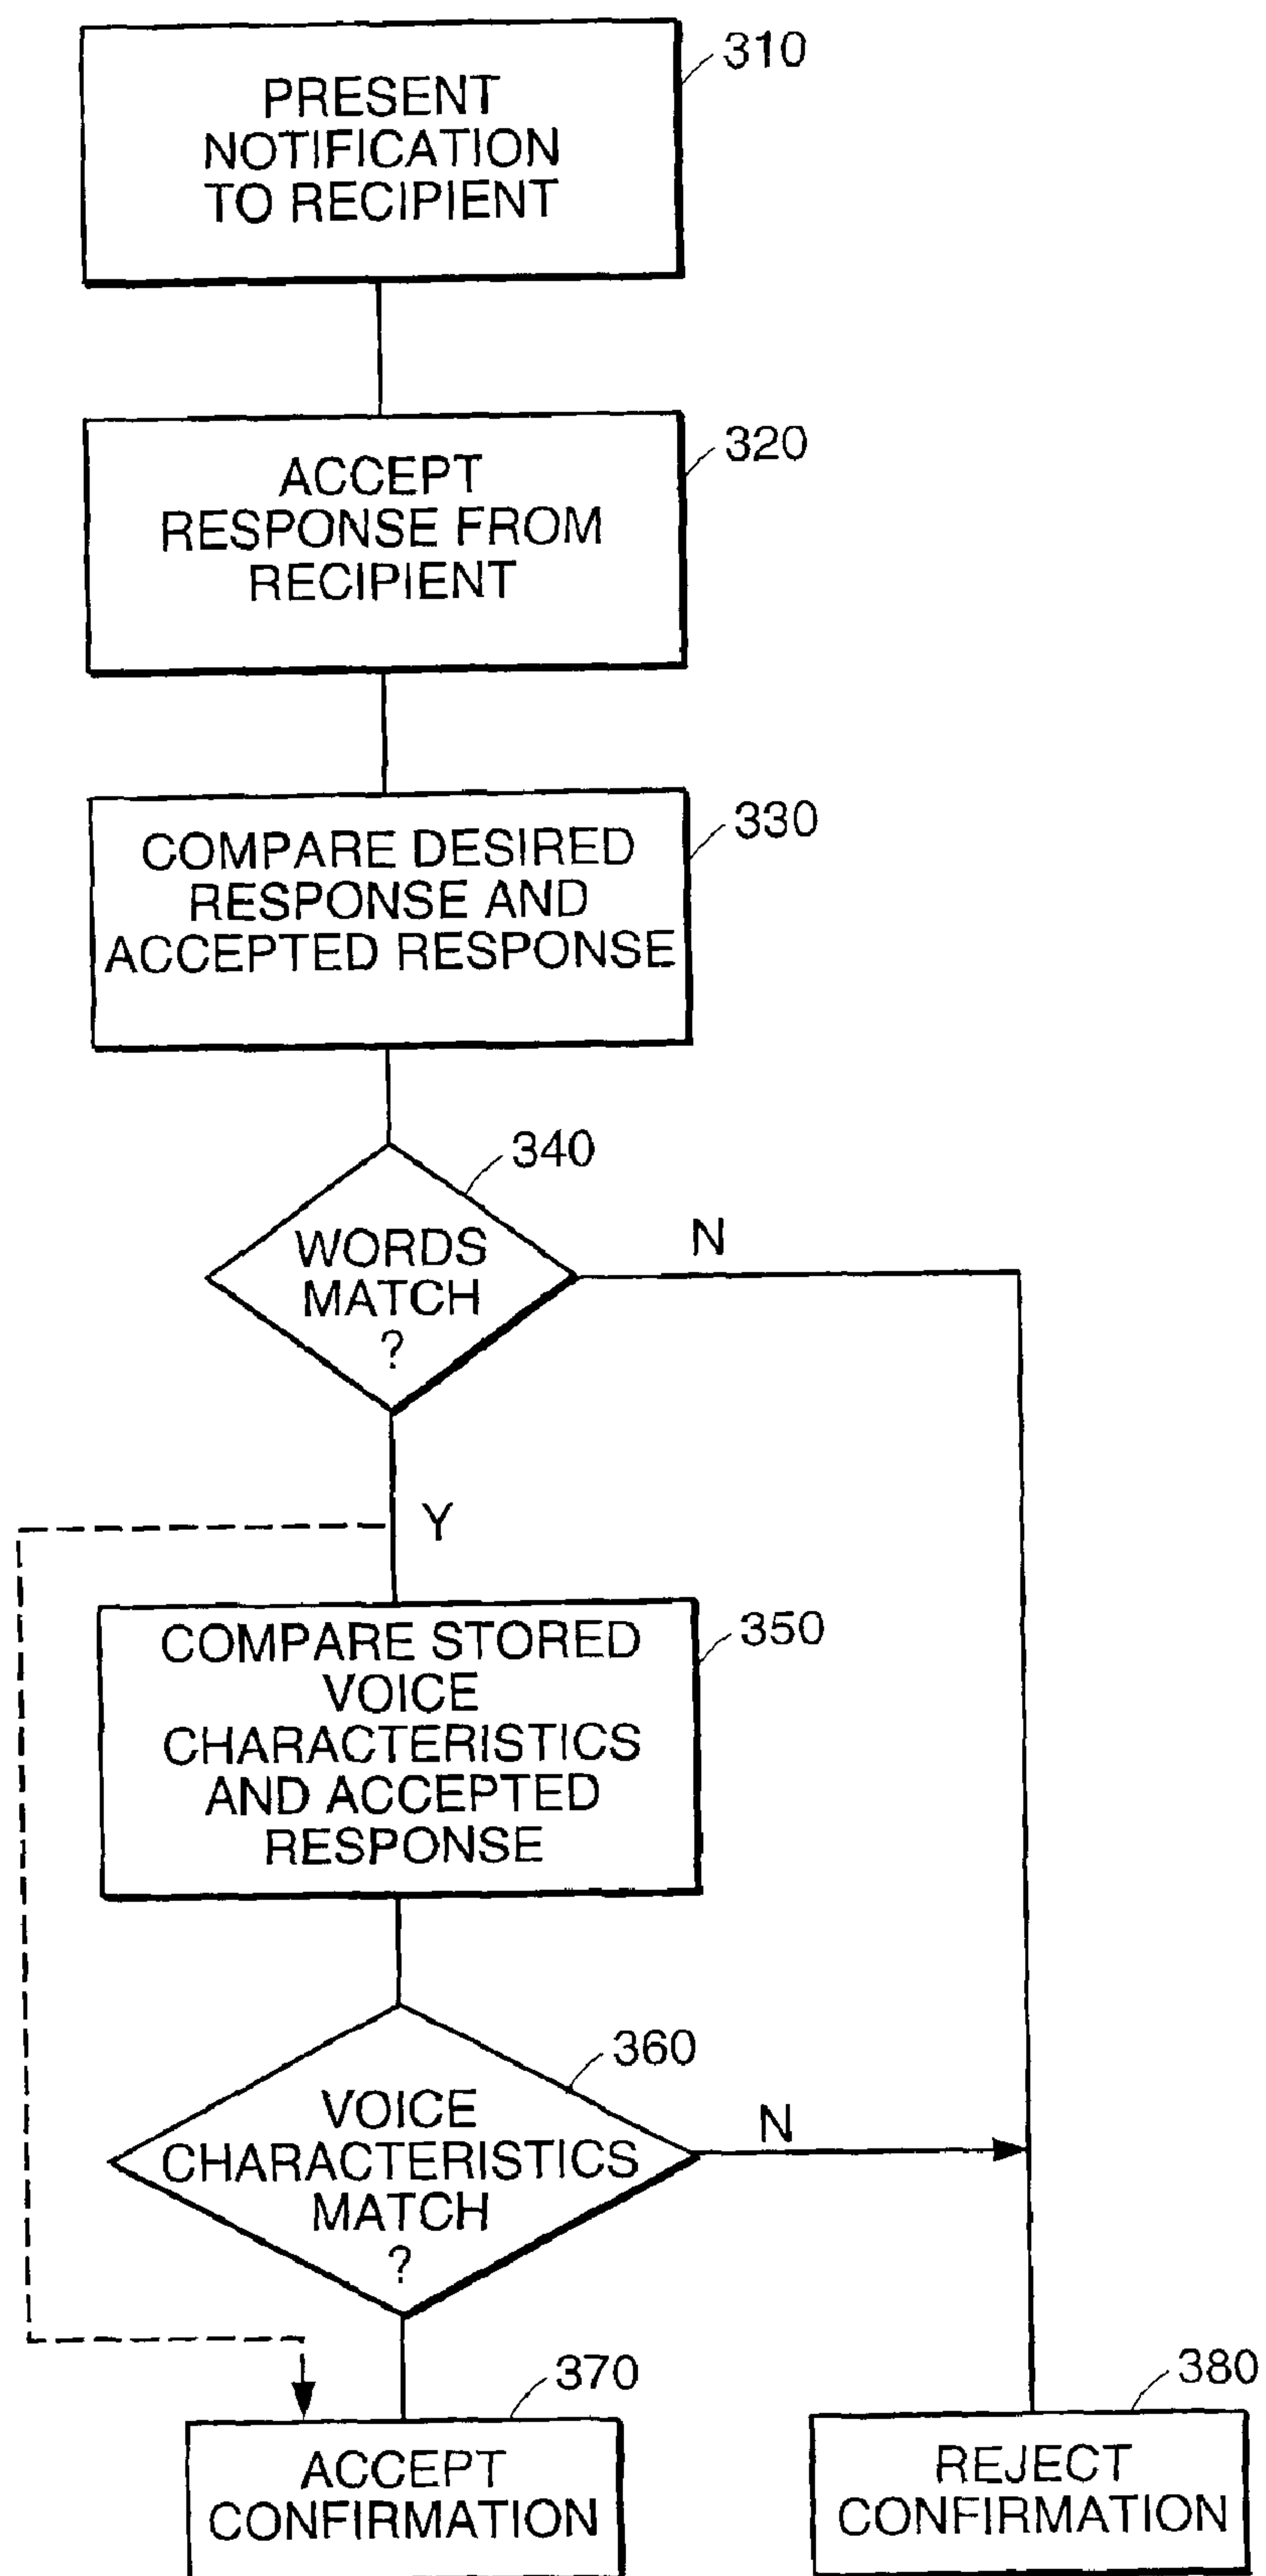 310
PRESENT
NOTIFICATION
TO RECIPIENT
320
ACCEPT
RESPONSE FROM
RECIPIENT
330
COMPARE DESIRED
RESPONSE AND
ACCEPTED RESPONSE
340
WORDS
MATCH
?
N
Y
350
COMPARE STORED
VOICE
CHARACTERISTICS
AND ACCEPTED
RESPONSE
360
VOICE
CHARACTERISTICS
MATCH
?
N
370
ACCEPT
CONFIRMATION
380
REJECT
CONFIRMATION